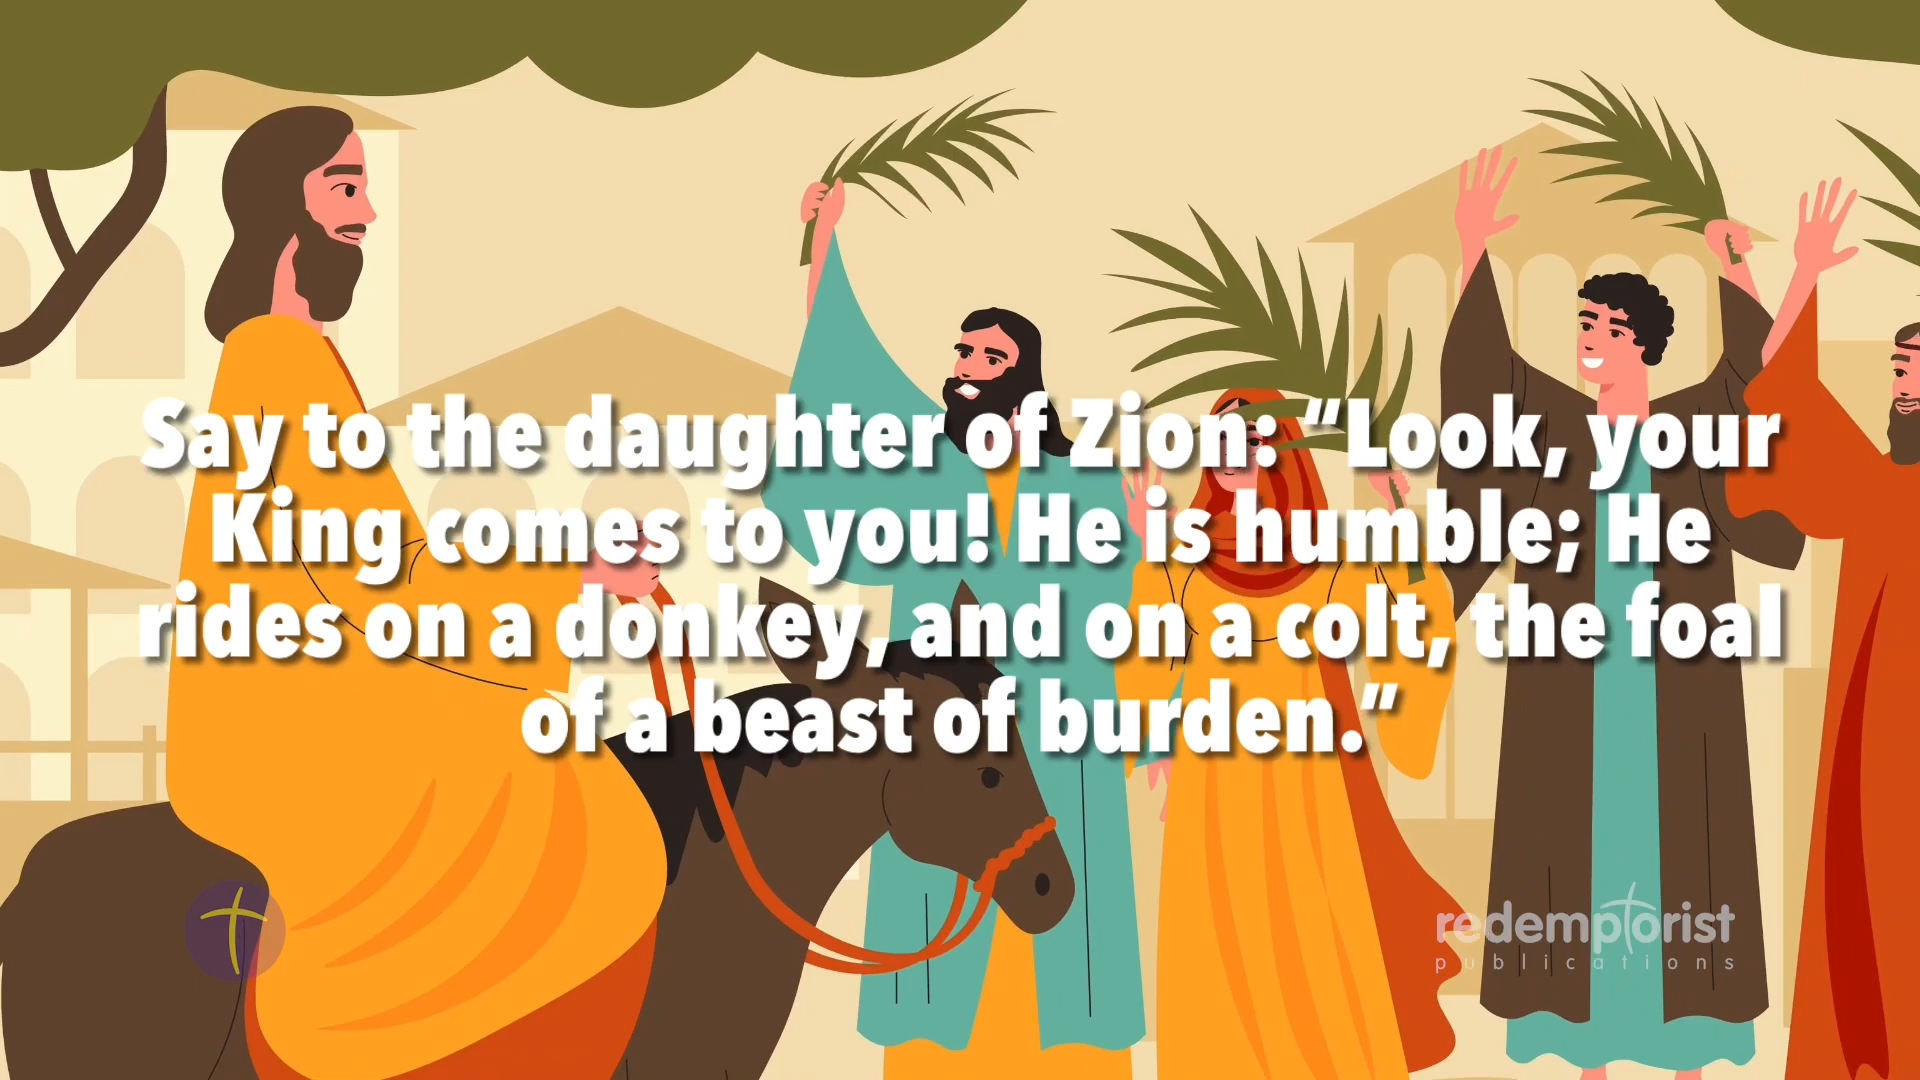 Say to the daughter of Zion: “Look, your
King comes to you! He is humble; He
rides on a donkey, and on a colt, the foal
of a beast of burden.”
redemptorist
publications